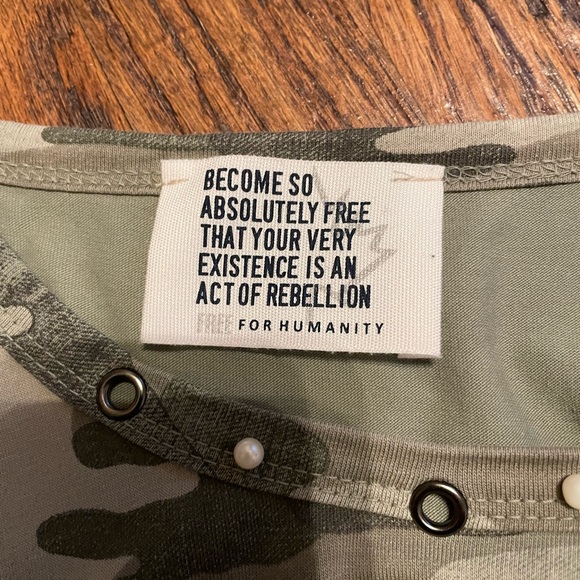 BECOME SO
ABSOLUTELY FREE
THAT YOUR VERY
EXISTENCE IS AN
ACT OF REBELLION
FREE FOR HUMANITY